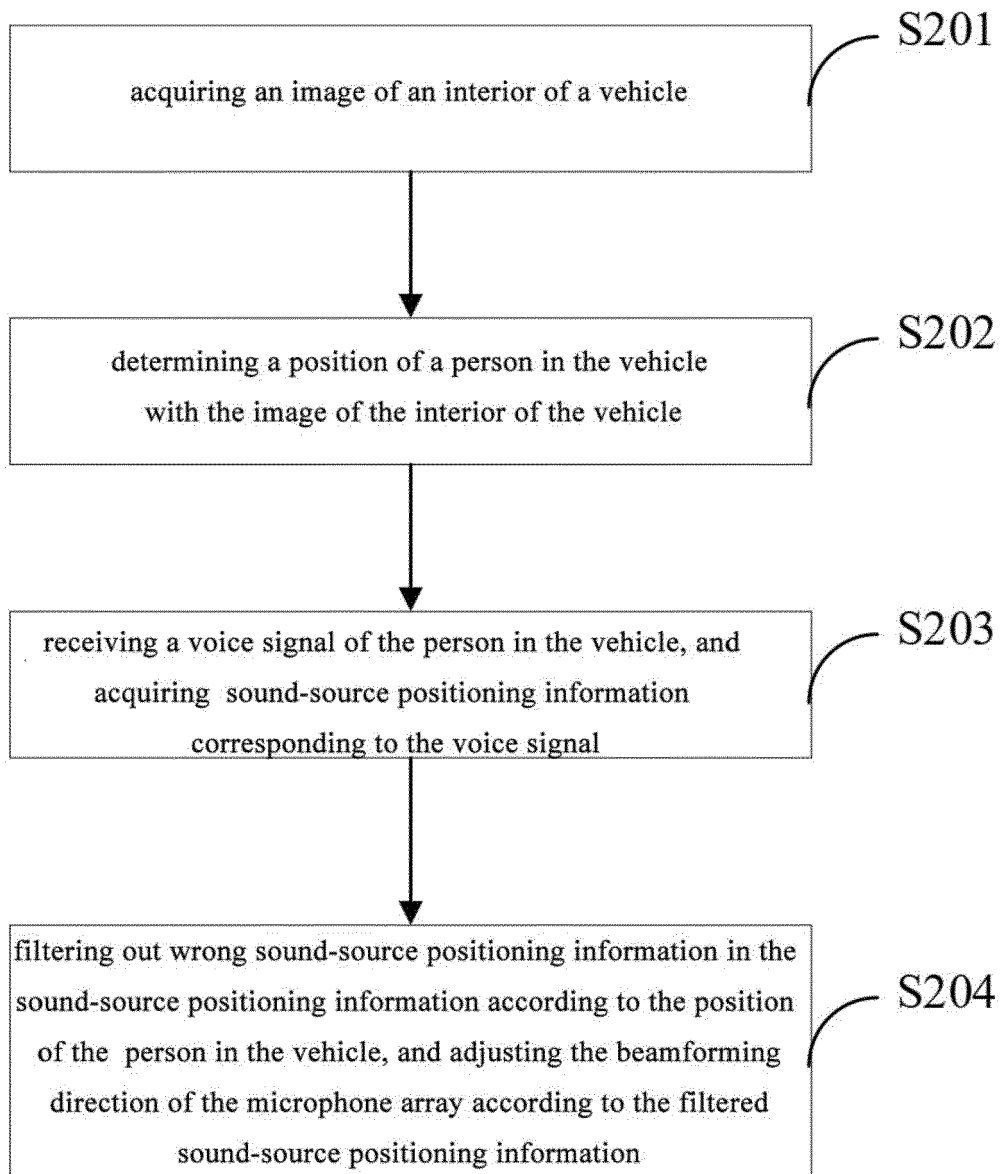 S201
acquiring an image of an interior of a vehicle
S202
determining a position of a person in the vehicle
with the image of the interior of the vehicle
S203
receiving a voice signal of the person in the vehicle, and
acquiring sound-source positioning information
corresponding to the voice signal
S204
filtering out wrong sound-source positioning information in the
sound-source positioning information according to the position
of the person in the vehicle, and adjusting the beamforming
direction of the microphone array according to the filtered
sound-source positioning information